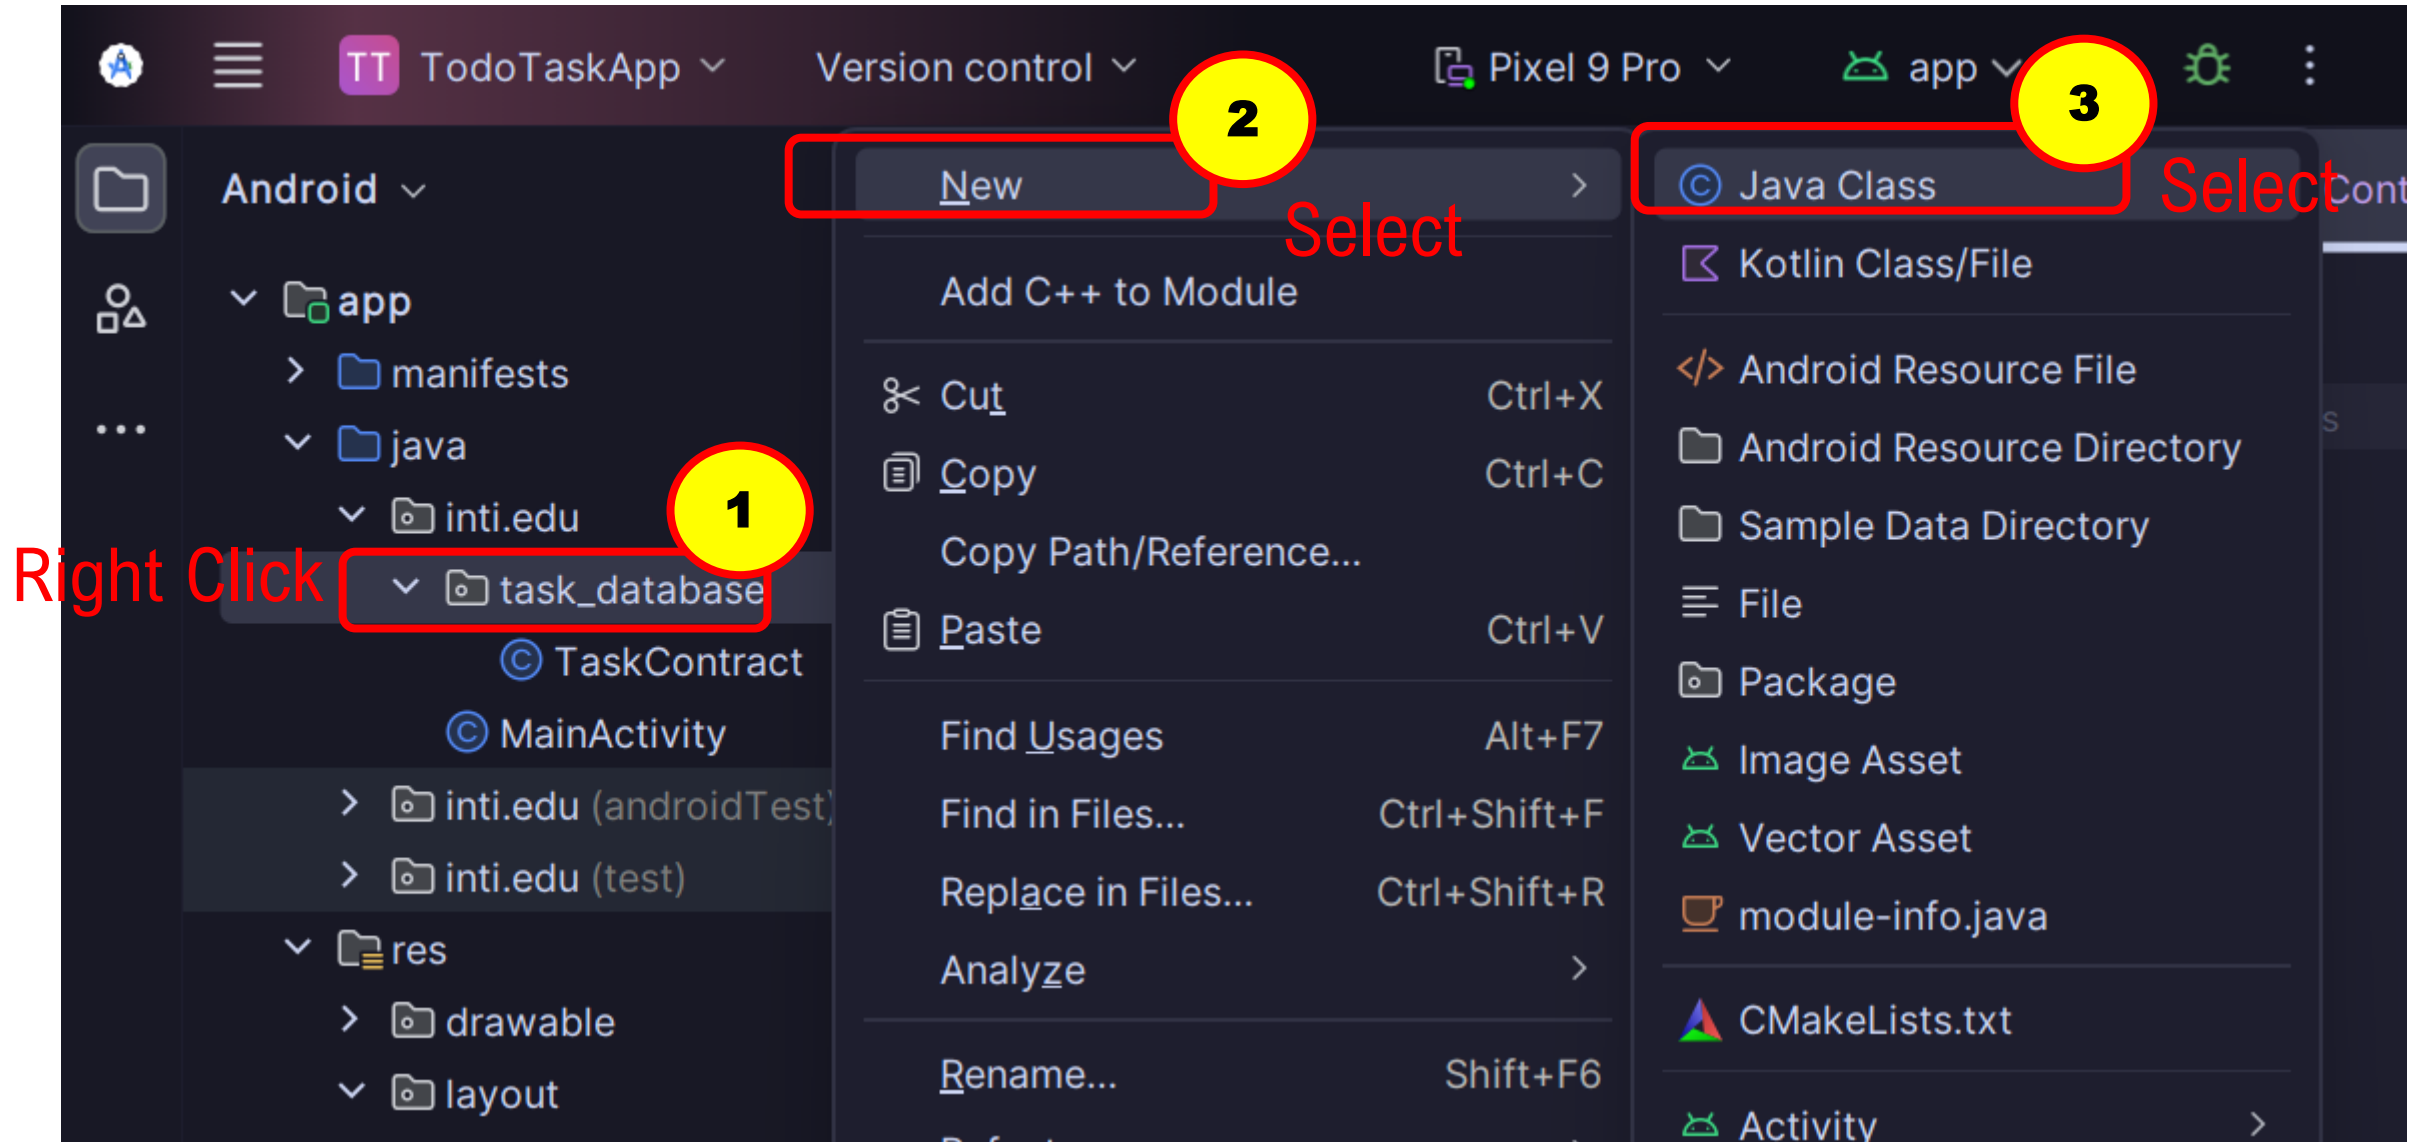 TT TodoTaskApp Version control Pixel 9 Pro app
2
3
Android
New
Select
Java Class
Select
Cont
Add C++ to Module
Kotlin Class/File
app
manifests
java
1
inti.edu
Right Click
task_database
TaskContract
MainActivity
inti.edu (androidTest)
inti.edu (test)
res
drawable
layout
Cut Ctrl+X
Copy Ctrl+C
Copy Path/Reference...
Paste Ctrl+V
Find Usages Alt+F7
Find in Files... Ctrl+Shift+F
Replace in Files... Ctrl+Shift+R
Analyze
Rename... Shift+F6
Android Resource File
Android Resource Directory
s
Sample Data Directory
File
Package
Image Asset
Vector Asset
module-info.java
CMakeLists.txt
Activity